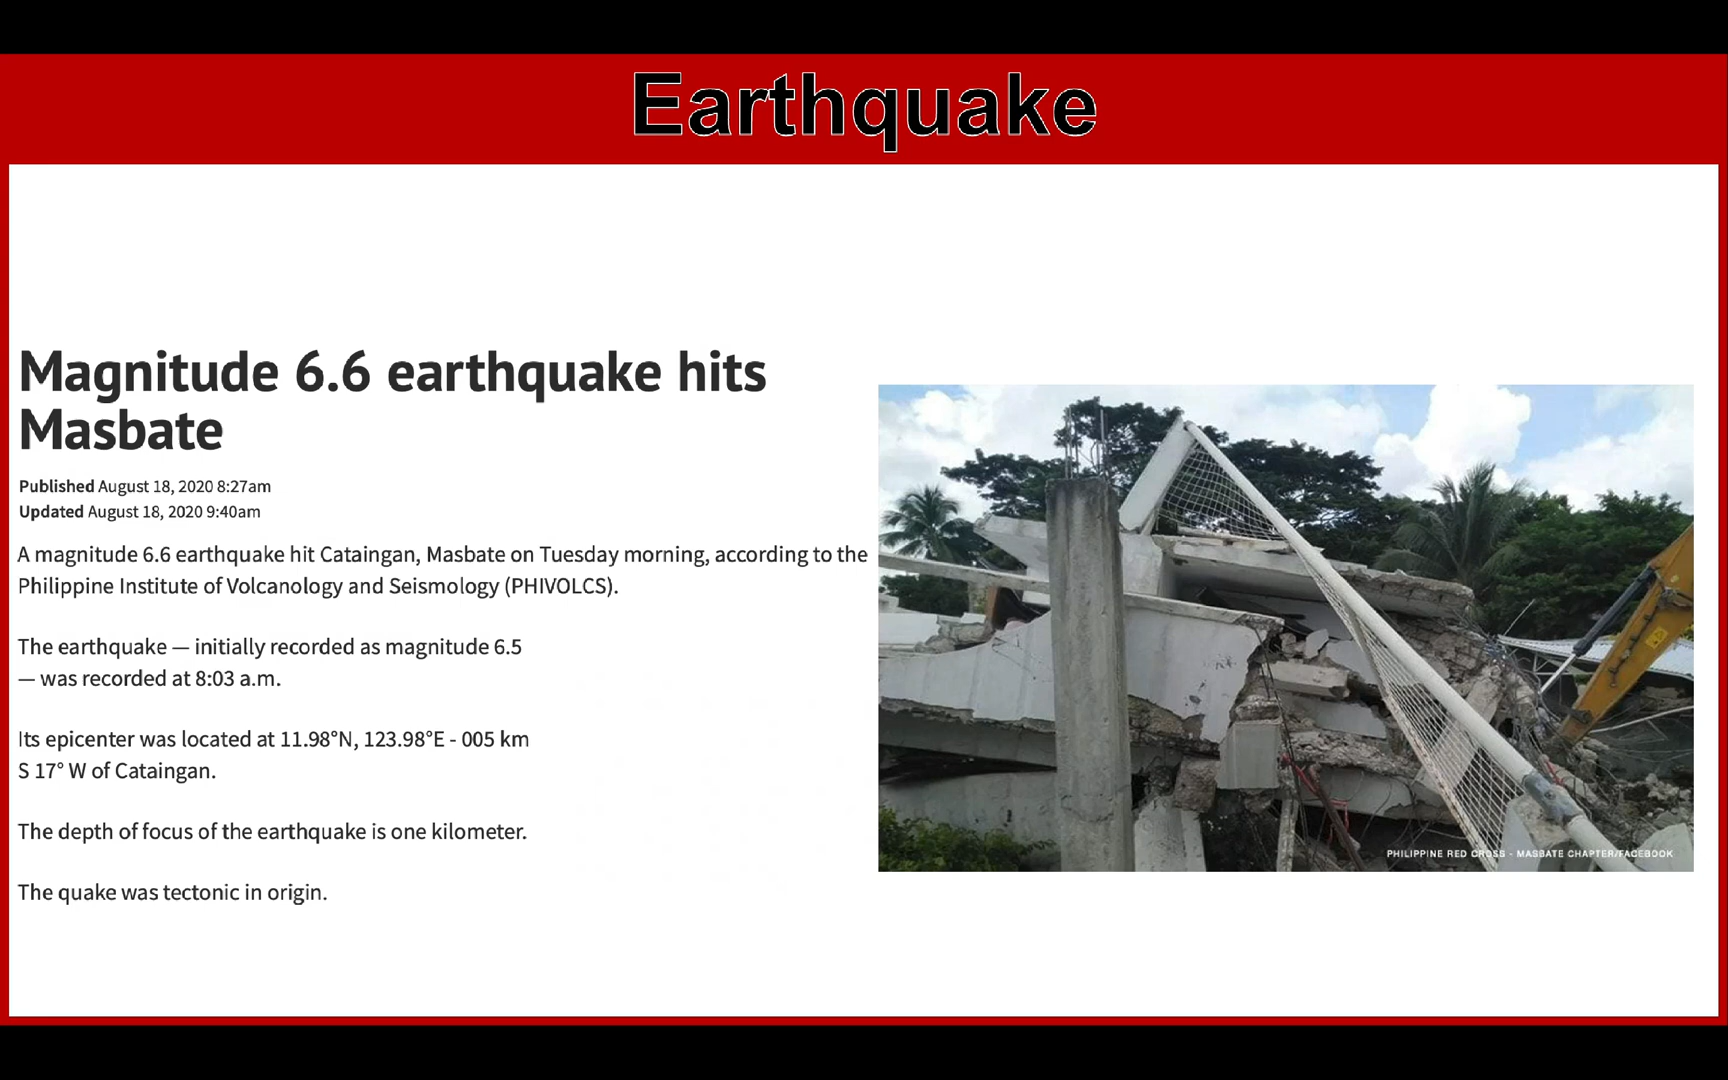 Earthquake
Magnitude 6.6 earthquake hits
Masbate
Published August 18, 2020 8:27am
Updated August 18, 2020 9:40am
A magnitude 6.6 earthquake hit Cataingan, Masbate on Tuesday morning, according to the
Philippine Institute of Volcanology and Seismology (PHIVOLCS).
The earthquake — initially recorded as magnitude 6.5
— was recorded at 8:03 a.m.
Its epicenter was located at 11.98°N, 123.98°E - 005 km
S 17° W of Cataingan.
The depth of focus of the earthquake is one kilometer.
The quake was tectonic in origin.
PHILIPPINE RED CROSS - MASBATE CHAPTER/FACEBOOK